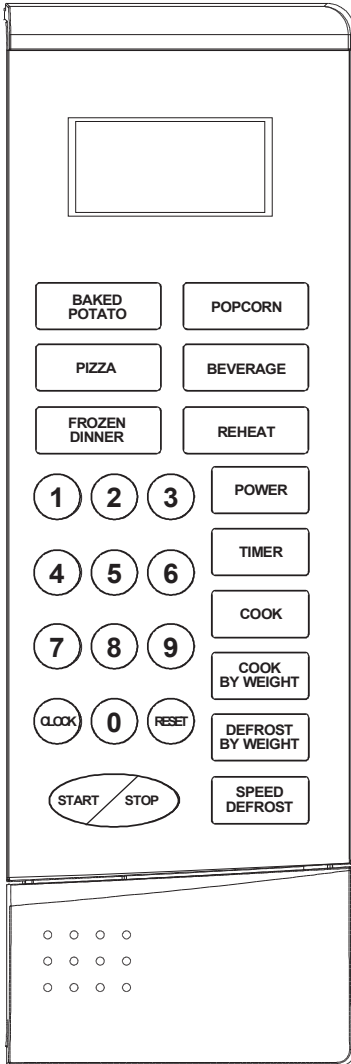 BAKED
POTATO
POPCORN
PIZZA
BEVERAGE
FROZEN
DINNER
REHEAT
1 2 3
POWER
TIMER
4 5 6
COOK
7 8 9
COOK
BY WEIGHT
CLOCK 0 RESET
DEFROST
BY WEIGHT
START STOP
SPEED
DEFROST